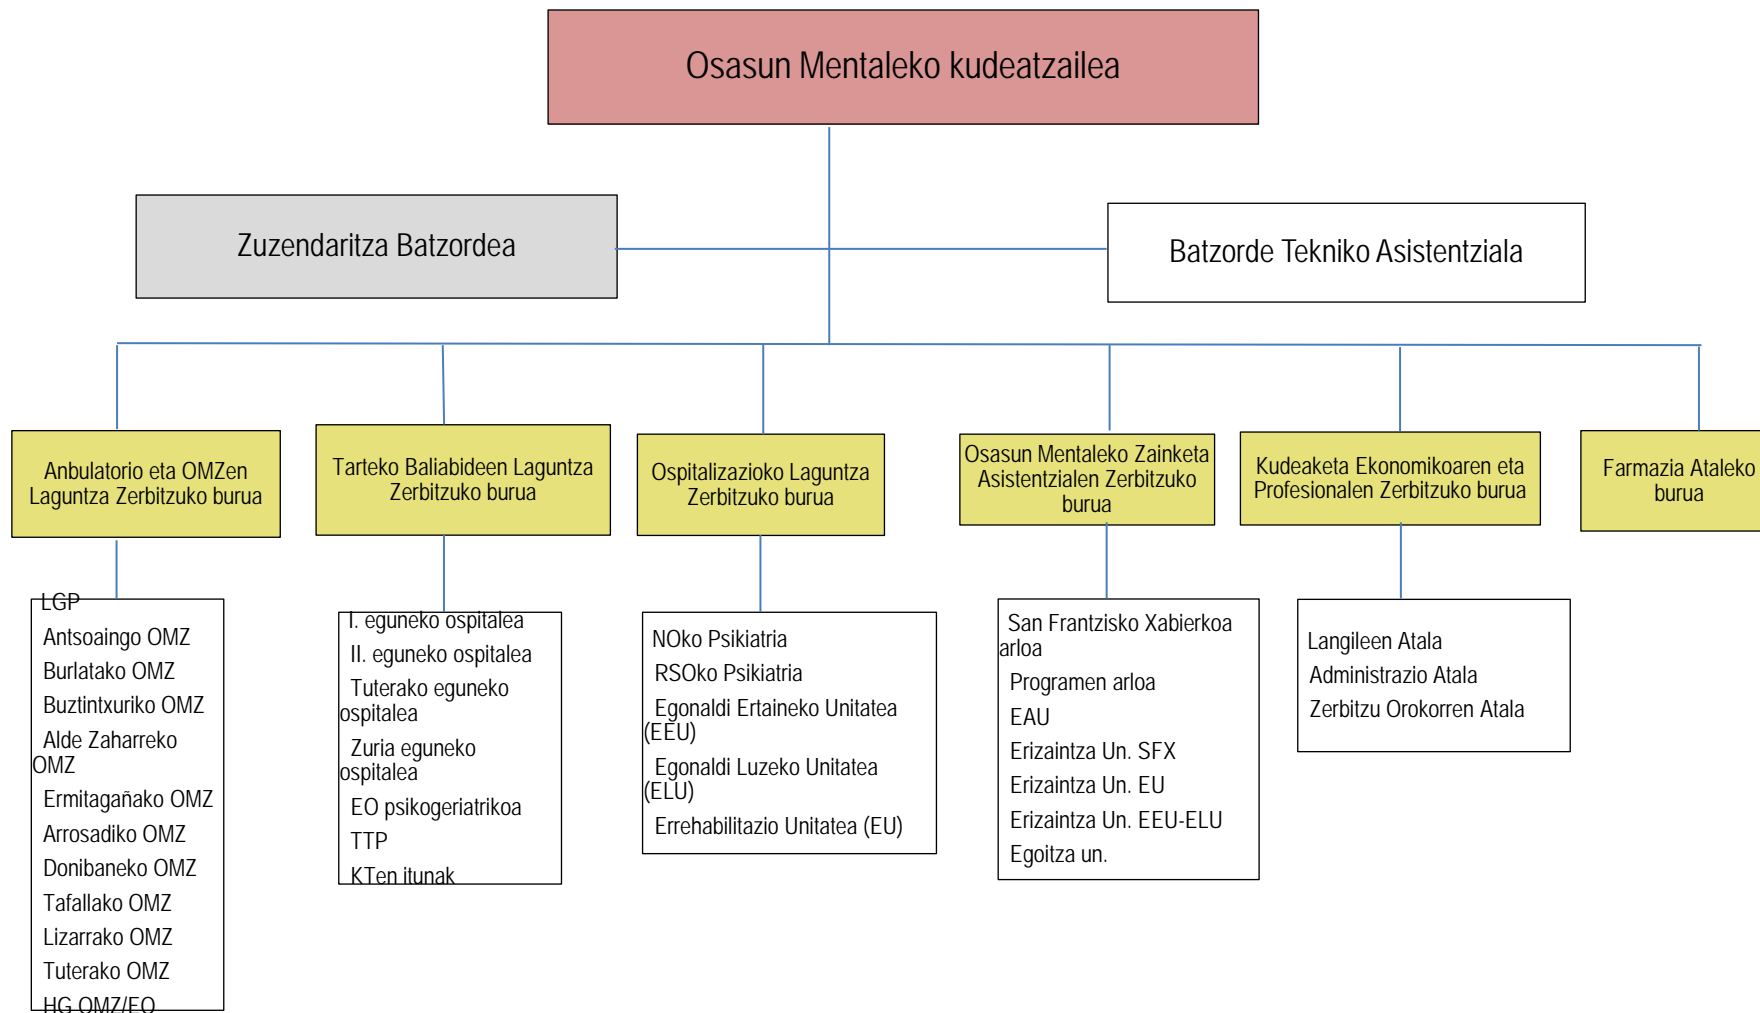 Osasun Mentaleko kudeatzailea
Zuzendaritza Batzordea
Batzorde Tekniko Asistentziala
Anbulatorio eta OMZen
Laguntza Zerbitzuko burua
Tarteko Baliabideen Laguntza
Zerbitzuko burua
Ospitalizazioko Laguntza
Zerbitzuko burua
Osasun Mentaleko Zainketa
Asistentzialen Zerbitzuko
burua
Kudeaketa Ekonomikoaren eta
Profesionalen Zerbitzuko burua
Farmazia Ataleko
burua
LGP
Antsoaingo OMZ
Burlatako OMZ
Buztintxuriko OMZ
Alde Zaharreko
OMZ
Ermitagañako OMZ
Arrosadiko OMZ
Donibaneko OMZ
Tafallako OMZ
Lizarrako OMZ
Tuterako OMZ
HG OMZ/EO
I. eguneko ospitalea
II. eguneko ospitalea
Tuterako eguneko
ospitalea
Zuria eguneko
ospitalea
EO psikogeriatrikoa
TTP
KTen itunak
NOko Psikiatria
RSOko Psikiatria
Egonaldi Ertaineko Unitatea
(EEU)
Egonaldi Luzeko Unitatea
(ELU)
Errehabilitazio Unitatea (EU)
San Frantzisko Xabierkoa
arloa
Programen arloa
EAU
Erizaintza Un. SFX
Erizaintza Un. EU
Erizaintza Un. EEU-ELU
Egoitza un.
Langileen Atala
Administrazio Atala
Zerbitzu Orokorren Atala